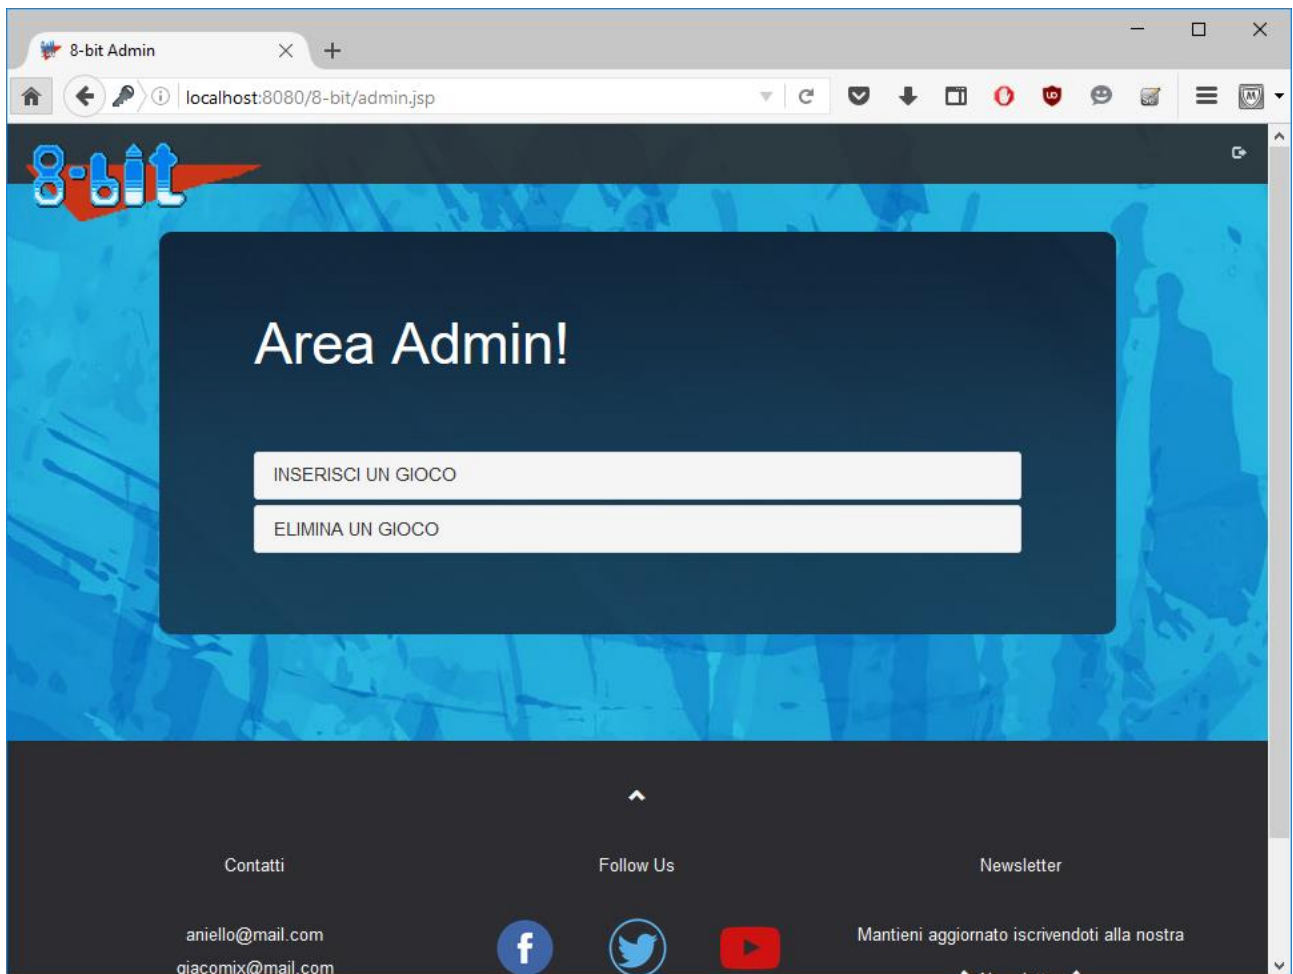 8-bit Admin
localhost:8080/8-bit/admin.jsp
8-bit
Area Admin!
INSERISCI UN GIOCO
ELIMINA UN GIOCO
Contatti
Follow Us
Newsletter
aniello@mail.com
giacomix@mail.com
Mantieni aggiornato iscrivendoti alla nostra